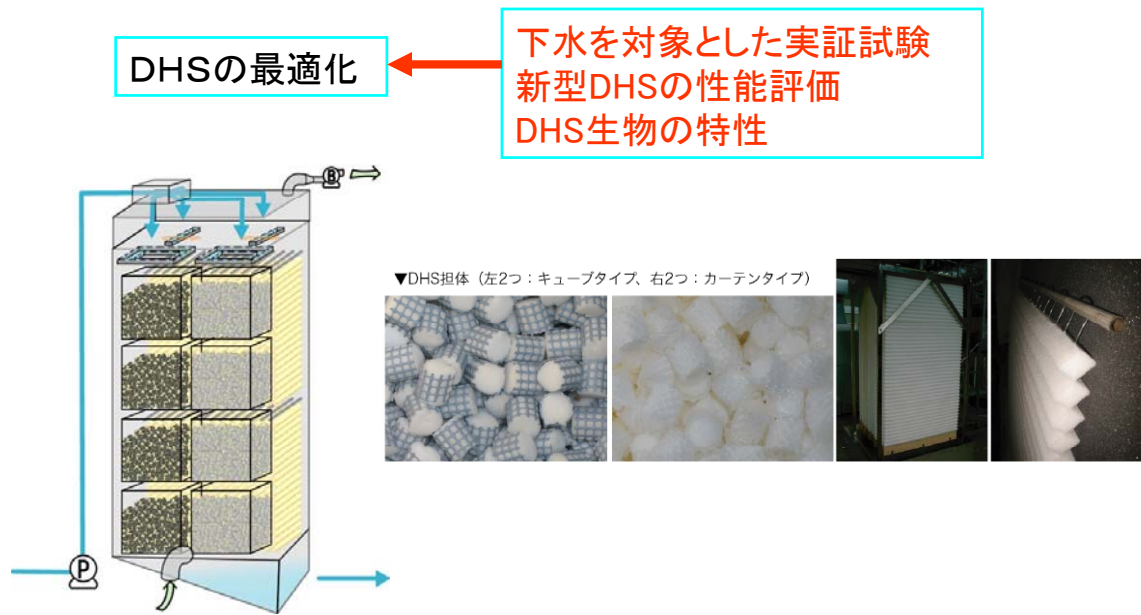 DHSの最適化
下水を対象とした実証試験
新型DHSの性能評価
DHS生物の特性
B
▼DHS担体（左2つ：キューブタイプ、右2つ：カーテンタイプ）
P